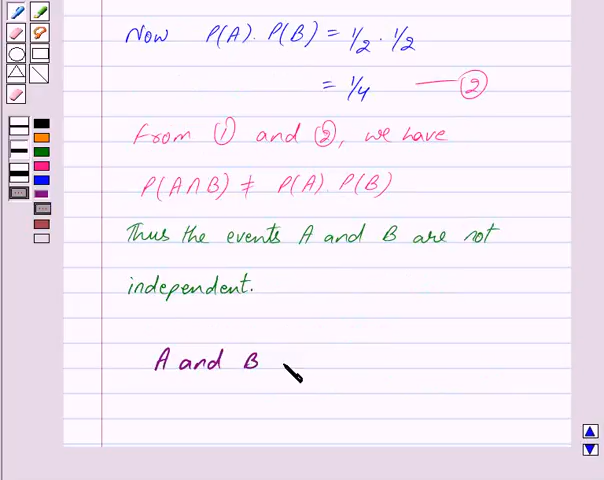 Now P(A). P(B) = 1/2 . 1/2
= 1/4 —— ②
From ① and ②, we have
P(A∩B) ≠ P(A). P(B)
Thus the events A and B are not
independent.
A and B